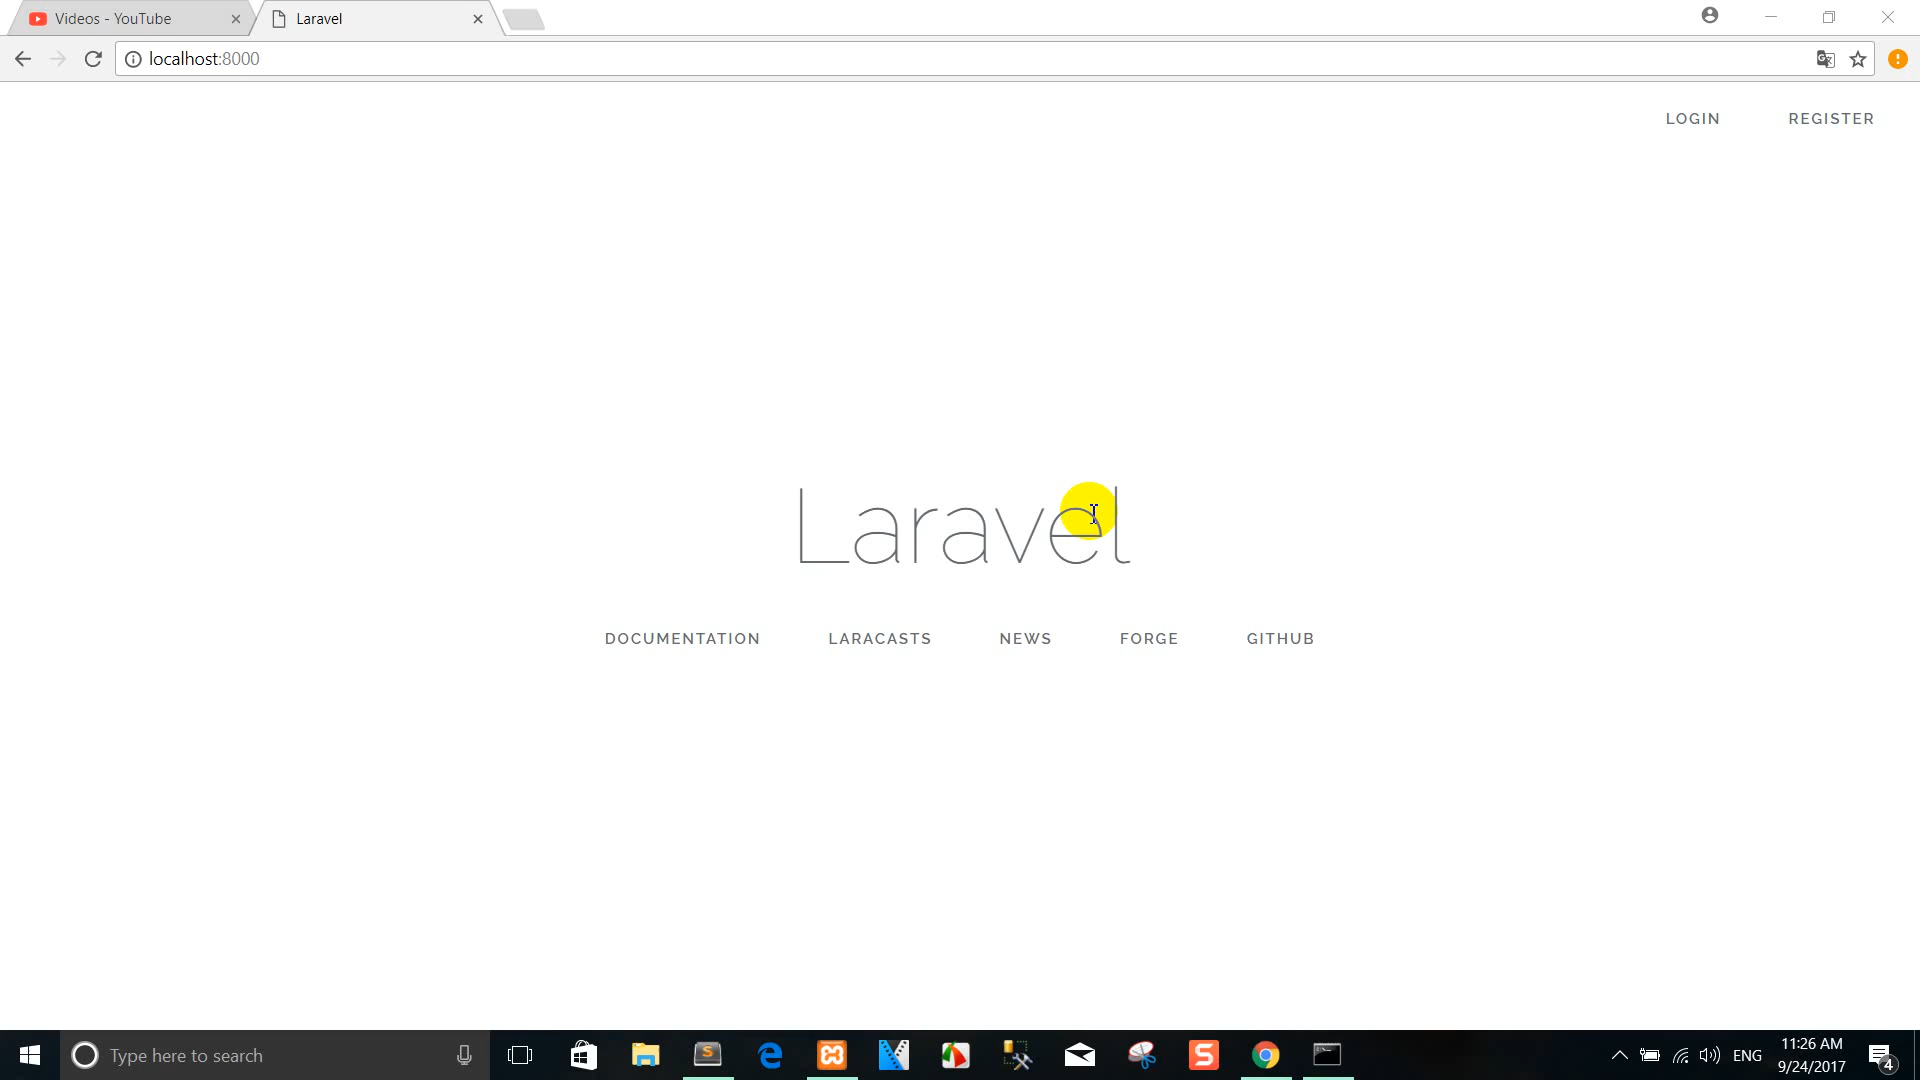 Videos - YouTube
Laravel
localhost:8000
LOGIN REGISTER
Laravel
DOCUMENTATION LARACASTS NEWS FORGE GITHUB
Type here to search
ENG
11:26 AM
9/24/2017
4